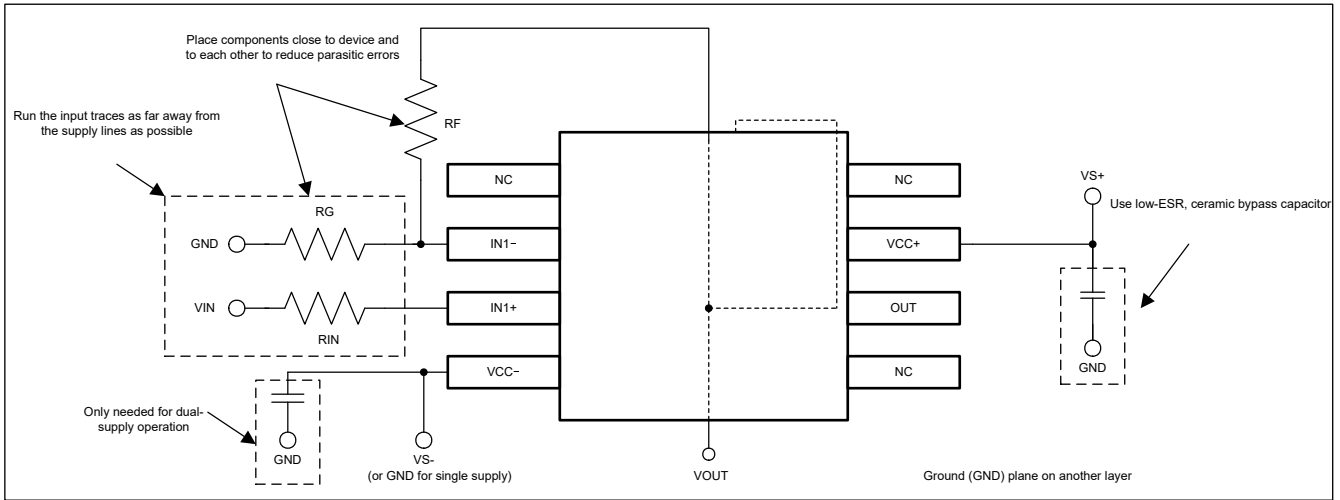 Place components close to device and
to each other to reduce parasitic errors
Run the input traces as far away from
the supply lines as possible
RF
NC
NC
VS+
Use low-ESR, ceramic bypass capacitor
RG
GND
IN1−
VCC+
VIN
IN1+
OUT
RIN
GND
VCC−
NC
Only needed for dual-
supply operation
GND
VS-
(or GND for single supply)
VOUT
Ground (GND) plane on another layer